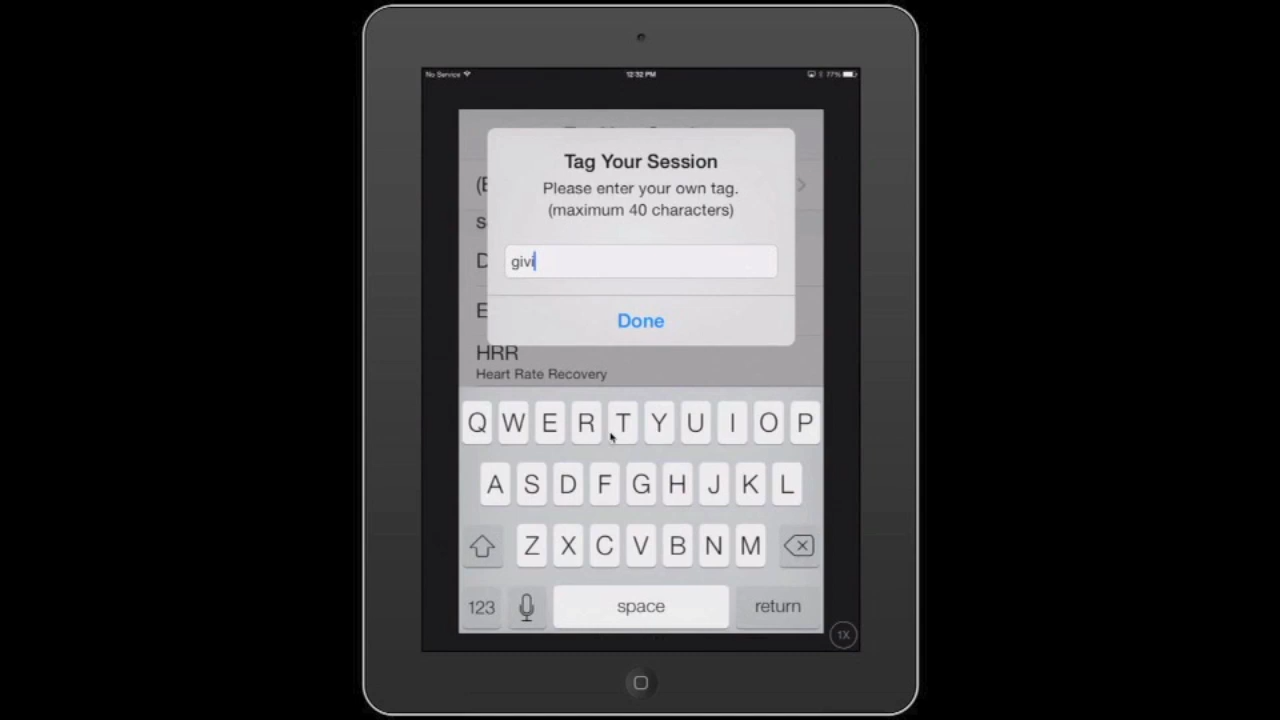 No Service
12:32 PM
77%
Tag Your Session
Please enter your own tag.
(maximum 40 characters)
givi
Done
HRR
Heart Rate Recovery
Q W E R T Y U I O P
A S D F G H J K L
Z X C V B N M
123
space
return
1X